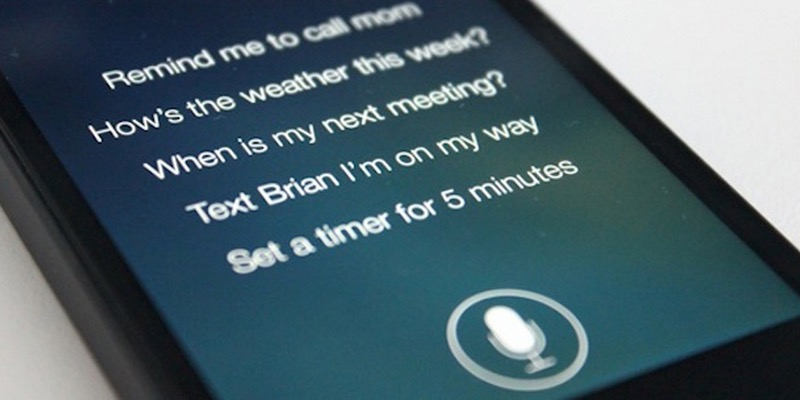 Remind me to call mom
How's the weather this week?
When is my next meeting?
Text Brian I'm on my way
Set a timer for 5 minutes